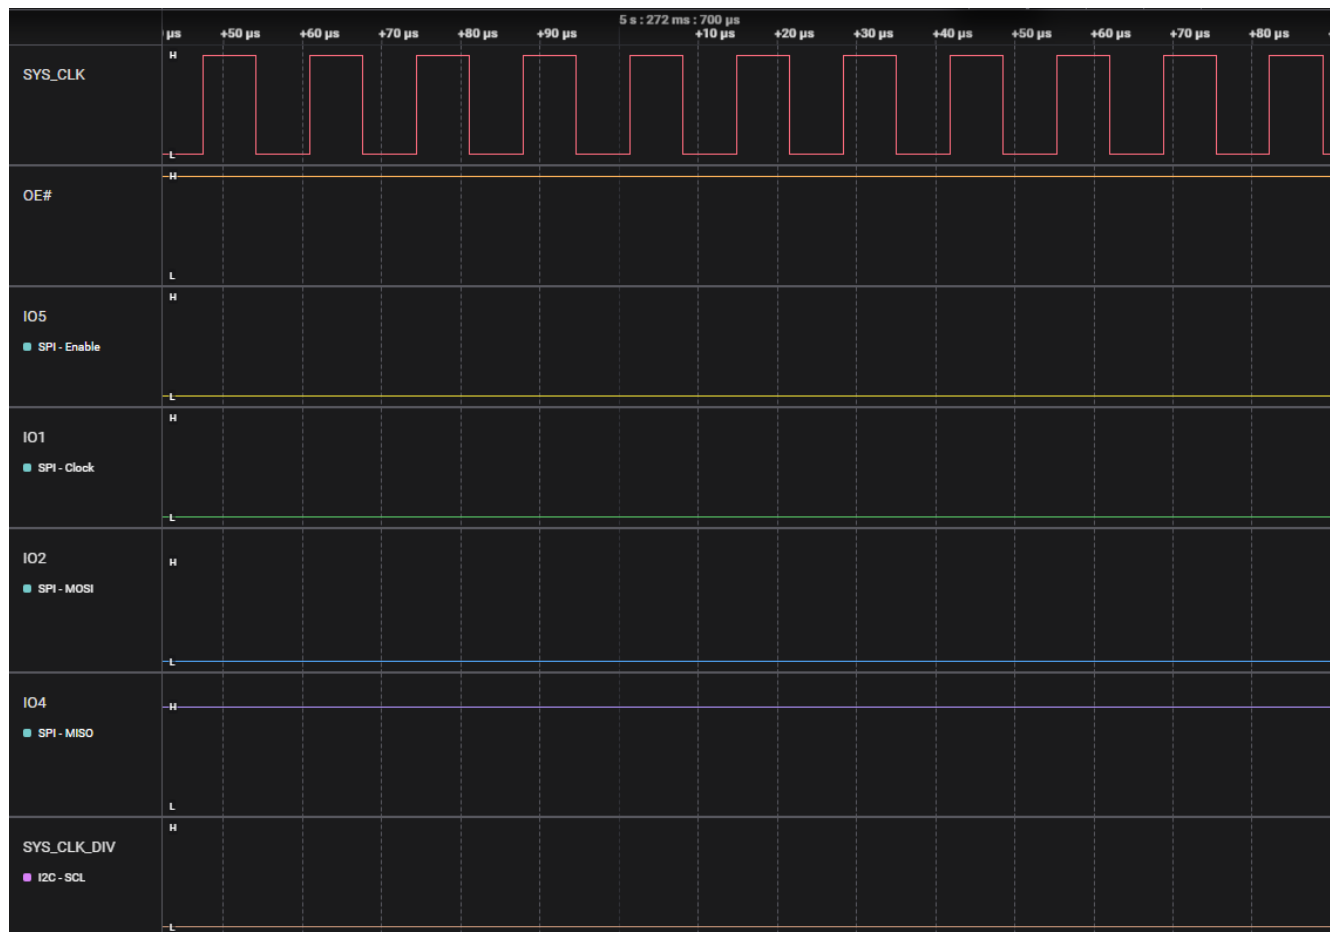 5 s : 272 ms : 700 µs
µs +50 µs +60 µs +70 µs +80 µs +90 µs +10 µs +20 µs +30 µs +40 µs +50 µs +60 µs +70 µs +80 µs
H
SYS_CLK
L
H
OE#
L
H
IO5
SPI - Enable
L
H
IO1
SPI - Clock
L
IO2
H
SPI - MOSI
L
IO4
H
SPI - MISO
L
H
SYS_CLK_DIV
I2C - SCL
L